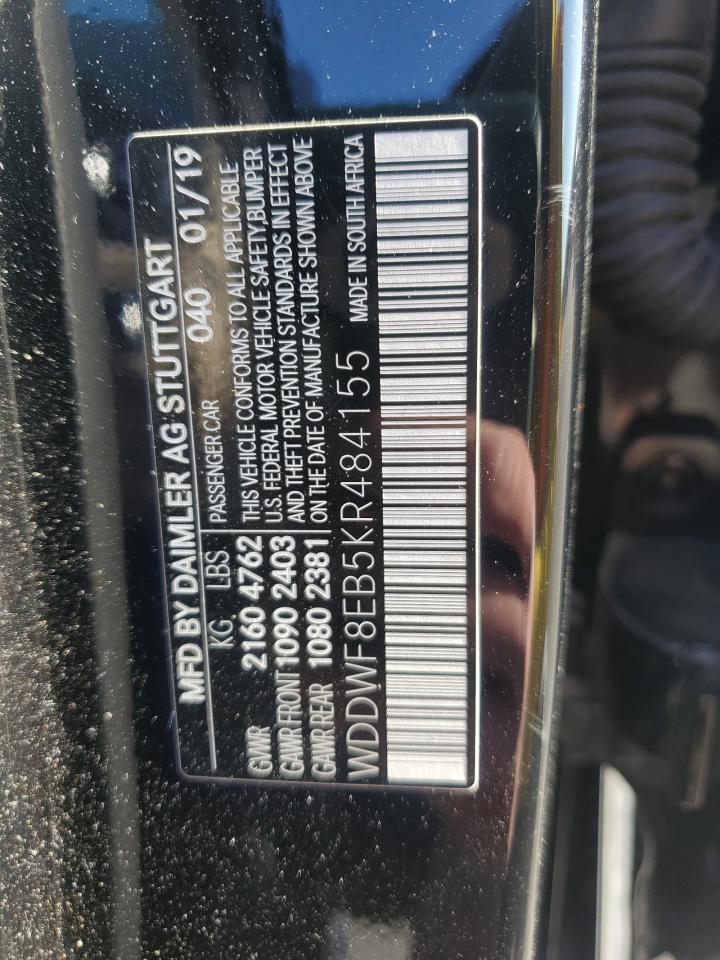 MFD BY DAIMLER AG STUTTGART
040 01/19
KG LBS PASSENGER CAR
GVWR 2160 4762
GAWR FRONT 1090 2403
GAWR REAR 1080 2381
THIS VEHICLE CONFORMS TO ALL APPLICABLE
U.S. FEDERAL MOTOR VEHICLE SAFETY BUMPER
AND THEFT PREVENTION STANDARDS IN EFFECT
ON THE DATE OF MANUFACTURE SHOWN ABOVE
WDDWF8EB5KR484155 MADE IN SOUTH AFRICA